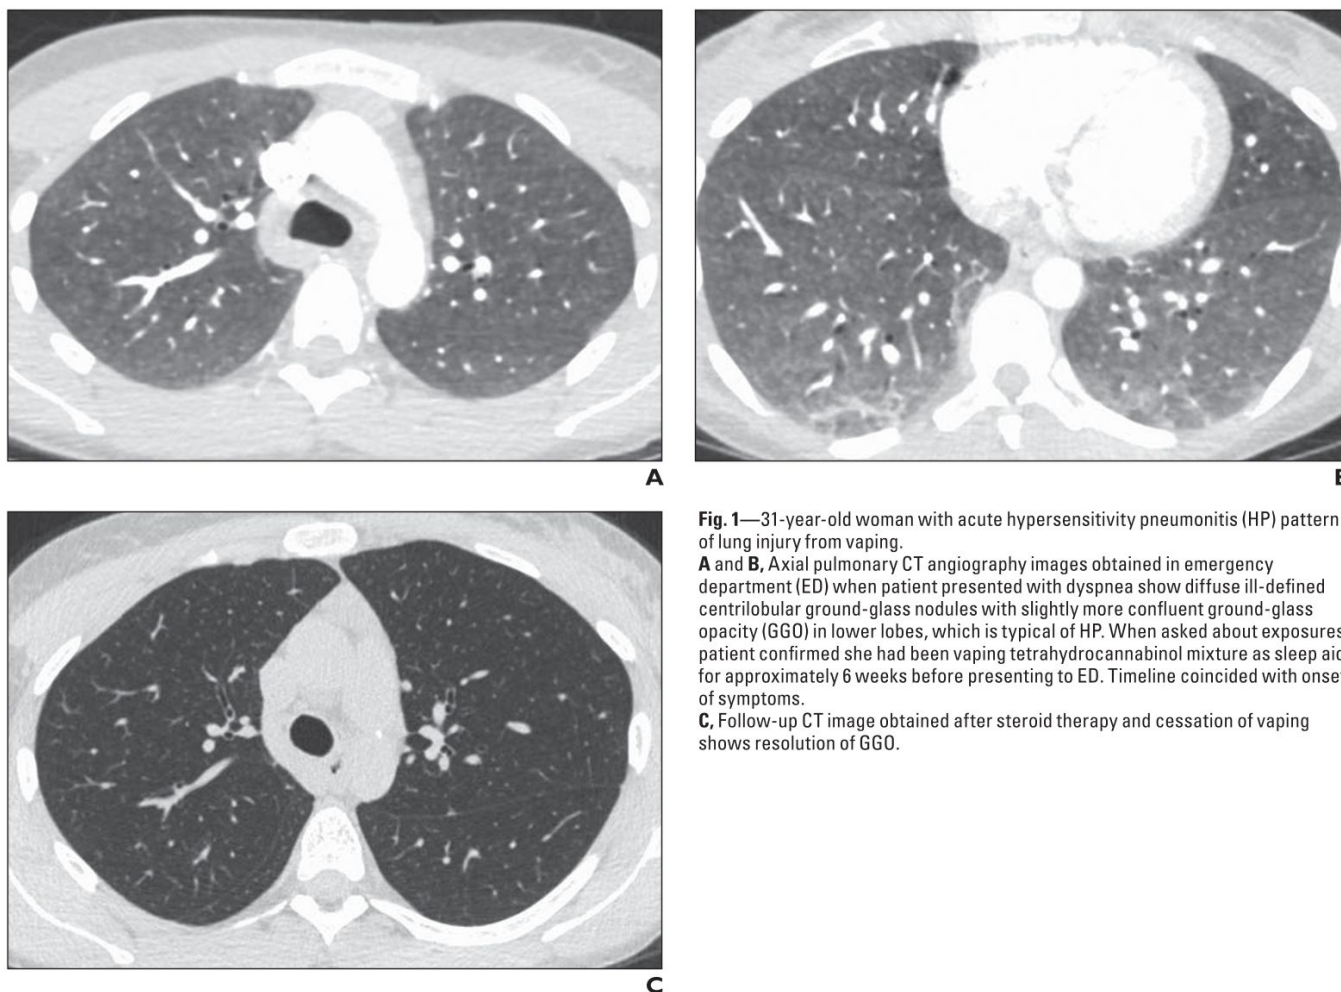 A
B
Fig. 1—31-year-old woman with acute hypersensitivity pneumonitis (HP) pattern
of lung injury from vaping.
A and B, Axial pulmonary CT angiography images obtained in emergency
department (ED) when patient presented with dyspnea show diffuse ill-defined
centrilobular ground-glass nodules with slightly more confluent ground-glass
opacity (GGO) in lower lobes, which is typical of HP. When asked about exposures
patient confirmed she had been vaping tetrahydrocannabinol mixture as sleep aid
for approximately 6 weeks before presenting to ED. Timeline coincided with onset
of symptoms.
C, Follow-up CT image obtained after steroid therapy and cessation of vaping
shows resolution of GGO.
C